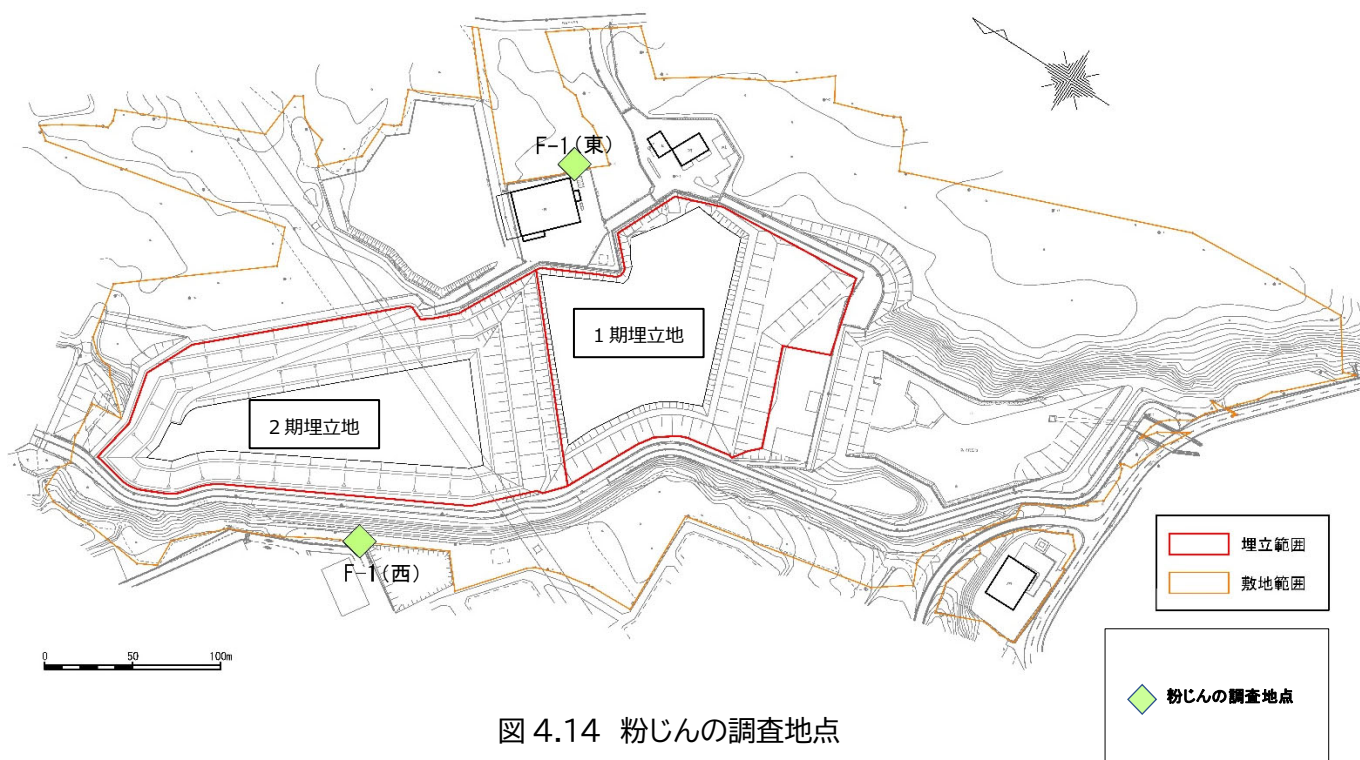 F-1(東)
1期埋立地
2期埋立地
F-1(西)
埋立範囲
敷地範囲
0 50 100m
粉じんの調査地点
図 4.14 粉じんの調査地点